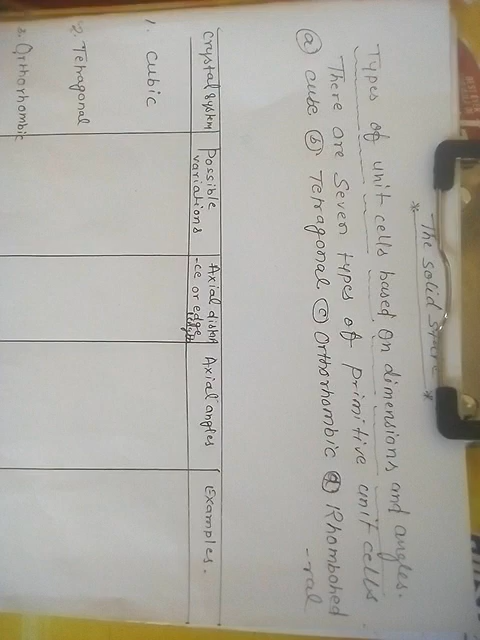 * The Solid State *
Types of unit cells based on dimensions and angles.
There are Seven types of primitive unit cells
(a) cube (b) Tetragonal (c) Orthorhombic (d) Rhombohed
-ral
Crystal system
Possible variations
Axial distan
-ce or edge
Axial angles
Examples.
1. cubic
2. Tetragonal
3. Orthorhombic